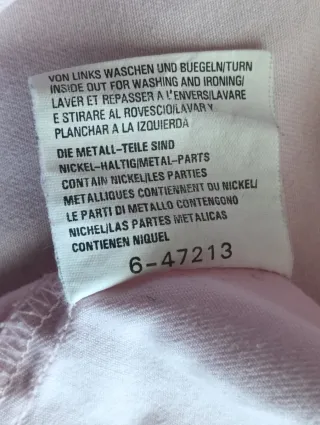 VON LINKS WASCHEN UND BUEGELN/TURN
INSIDE OUT FOR WASHING AND IRONING/
LAVER ET REPASSER A L'ENVERS/LAVARE
E STIRARE AL ROVESCIO/LAVAR Y
PLANCHAR A LA IZQUIERDA
DIE METALL-TEILE SIND
NICKEL-HALTIG/METAL-PARTS
CONTAIN NICKEL/LES PARTIES
METALLIQUES CONTIENNENT DU NICKEL/
LE PARTI DI METALLO CONTENGONO
NICHEL/LAS PARTES METALICAS
CONTIENEN NIQUEL
6-47213